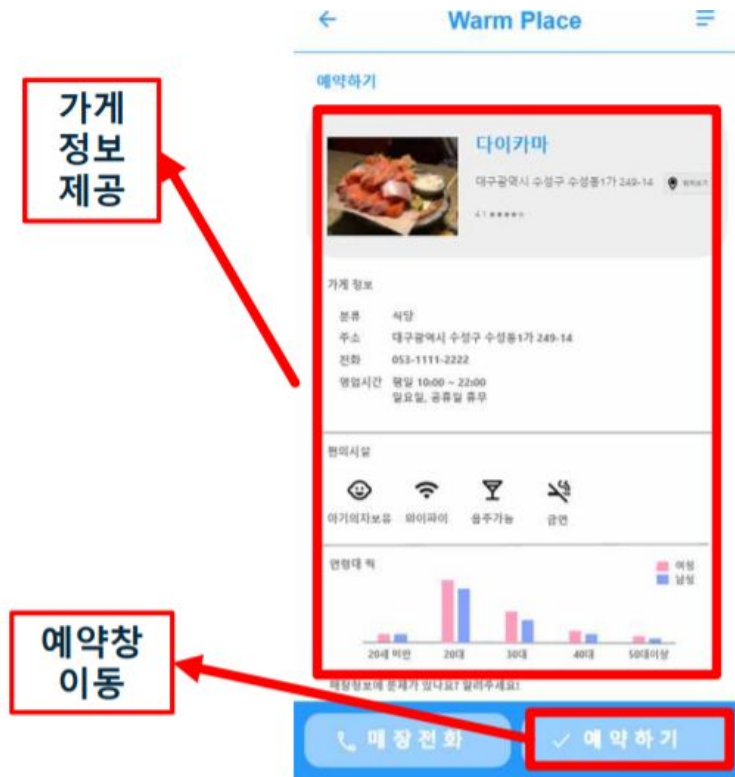 Warm Place
예약하기
가게
정보
제공
다이카마
대구광역시 수성구 수성동1가 249-14
위치보기
4.1 ★★★★☆
가게 정보
분류 식당
주소 대구광역시 수성구 수성동1가 249-14
전화 053-1111-2222
영업시간 평일 10:00 ~ 22:00
일요일, 공휴일 휴무
편의시설
아기의자보유 와이파이 음주가능 금연
연령대 픽
여성
남성
20세 미만 20대 30대 40대 50대이상
예약창
이동
매장정보에 문제가 있나요? 알려주세요!
매장전화
예약하기